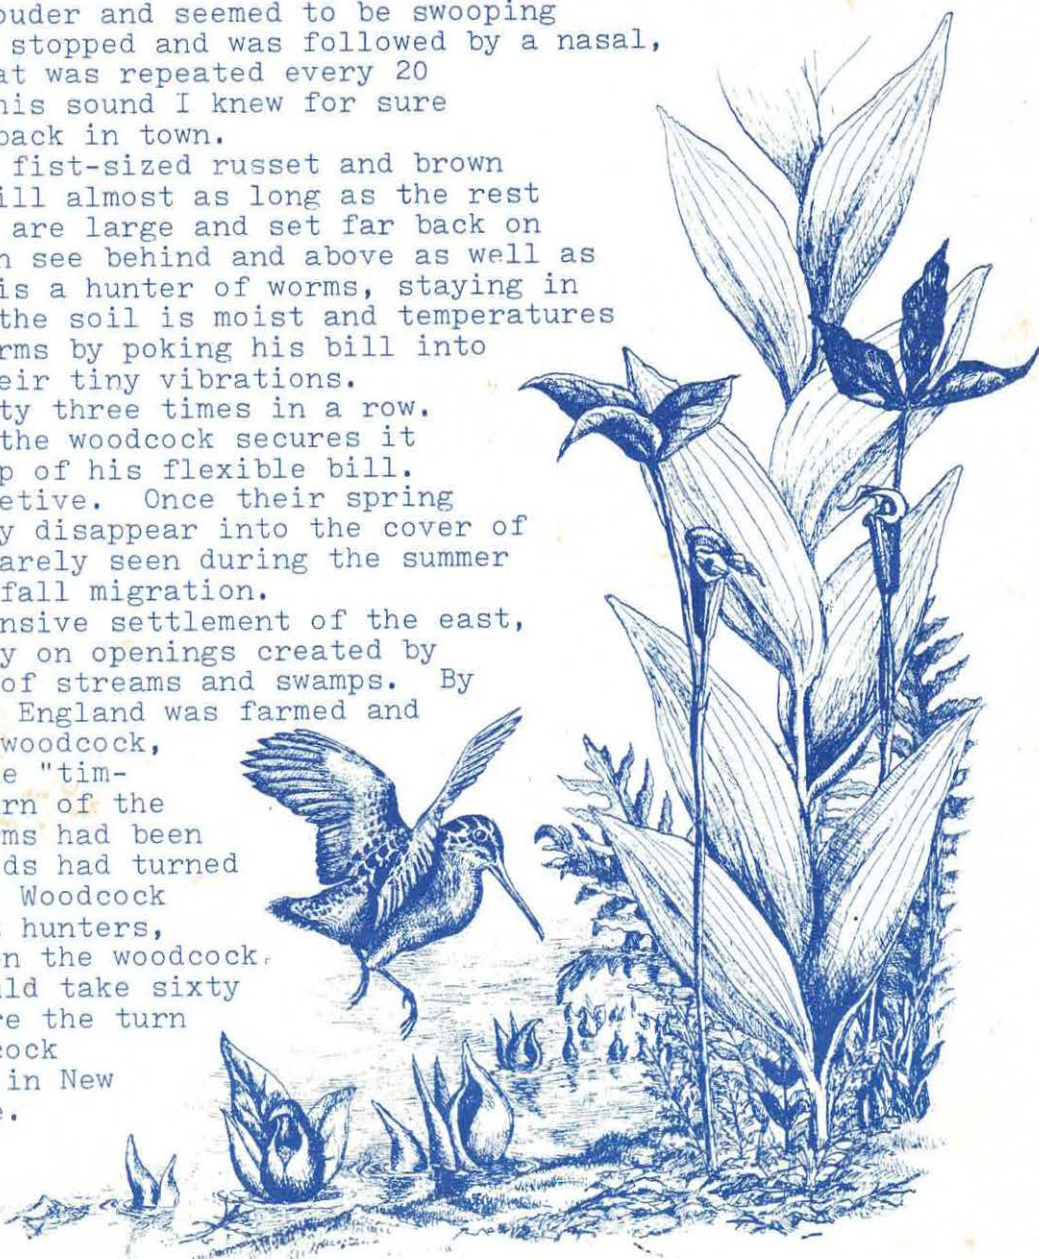 ouder and seemed to be swooping
stopped and was followed by a nasal,
at was repeated every 20
his sound I knew for sure
back in town.
fist-sized russet and brown
ill almost as long as the rest
are large and set far back on
n see behind and above as well as
is a hunter of worms, staying in
the soil is moist and temperatures
rms by poking his bill into
eir tiny vibrations.
ty three times in a row.
the woodcock secures it
p of his flexible bill.
etive. Once their spring
y disappear into the cover of
arely seen during the summer
fall migration.
nsive settlement of the east,
y on openings created by
of streams and swamps. By
England was farmed and
woodcock,
e "tim-
rn of the
ms had been
ds had turned
Woodcock
hunters,
on the woodcock.
uld take sixty
re the turn
cock
in New
e.